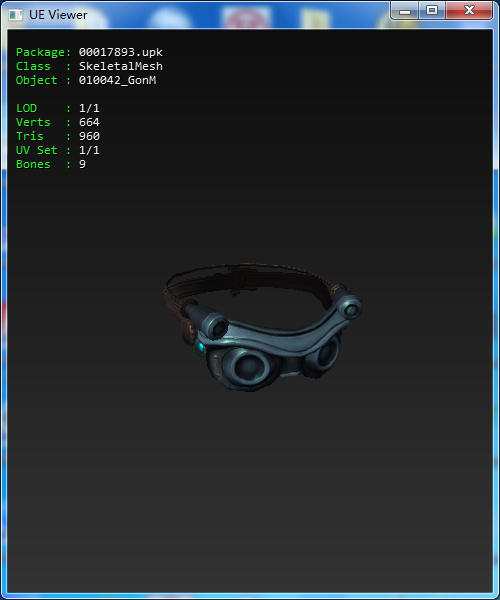 UE Viewer
Package: 00017893.upk
Class : SkeletalMesh
Object : 010042_GonM
LOD : 1/1
Verts : 664
Tris : 960
UV Set : 1/1
Bones : 9